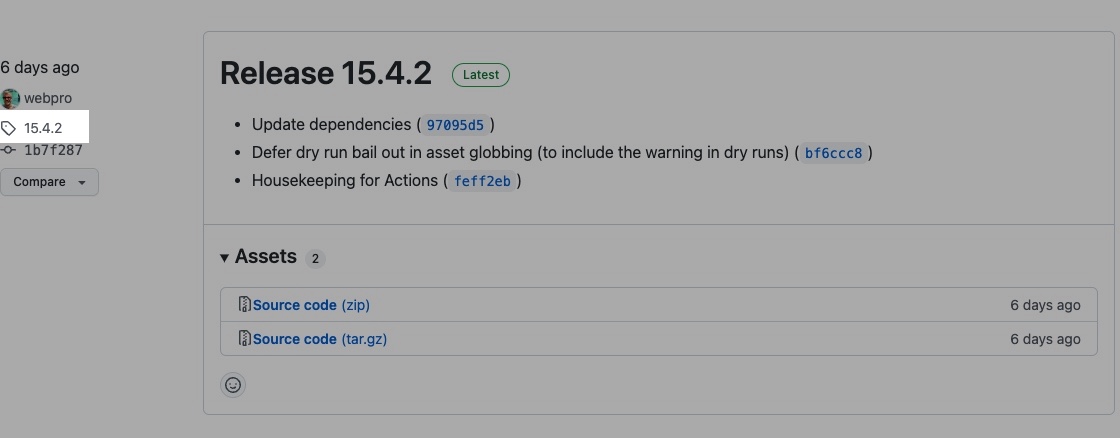 6 days ago
webpro
15.4.2
1b7f287
Compare
Release 15.4.2 Latest
• Update dependencies ( 97095d5 )
• Defer dry run bail out in asset globbing (to include the warning in dry runs) ( bf6ccc8 )
• Housekeeping for Actions ( feff2eb )
Assets 2
Source code (zip) 6 days ago
Source code (tar.gz) 6 days ago